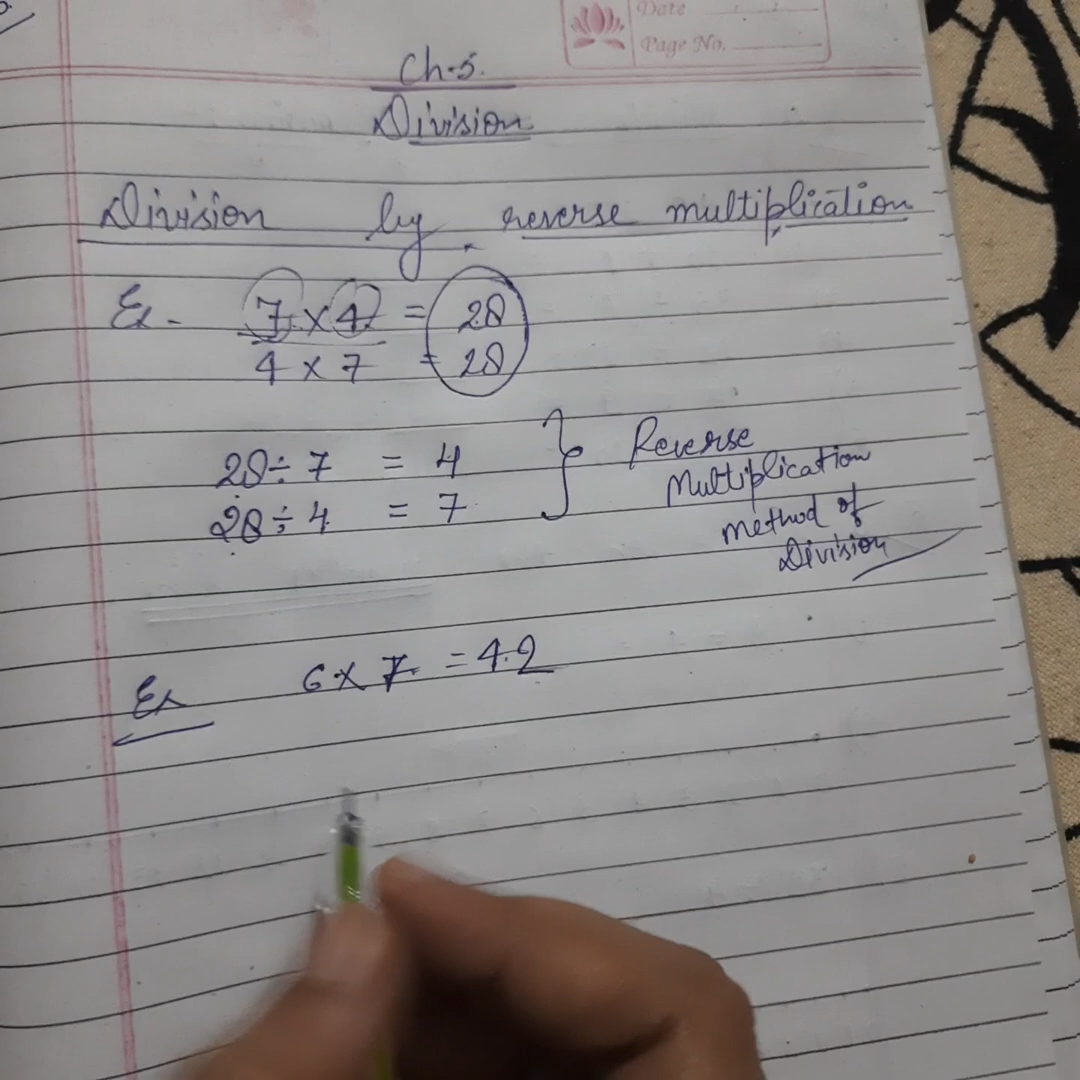 Date
Page No.
Ch-5.
Division
Division by reverse multiplication
Ex. 7 x 4 = 28
4 x 7 = 28
28 ÷ 7 = 4
28 ÷ 4 = 7
Reverse
Multiplication
method of
Division
Ex 6 x 7 = 42